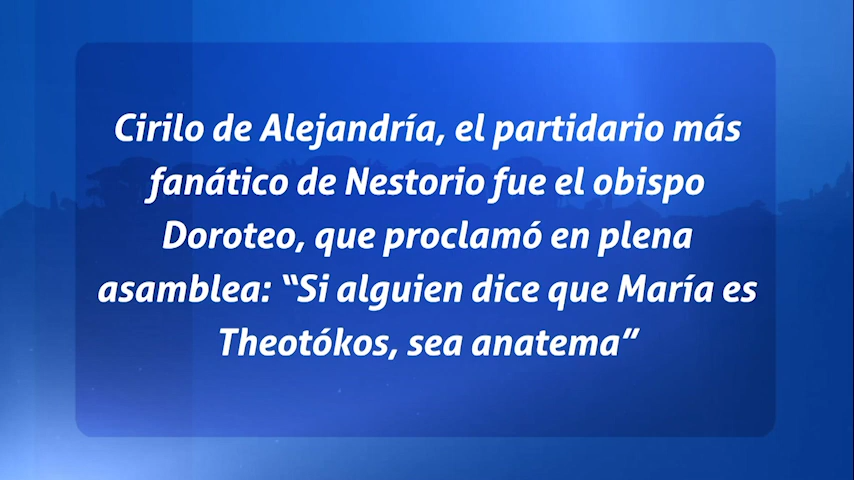 Cirilo de Alejandría, el partidario más
fanático de Nestorio fue el obispo
Doroteo, que proclamó en plena
asamblea: “Si alguien dice que María es
Theotókos, sea anatema”